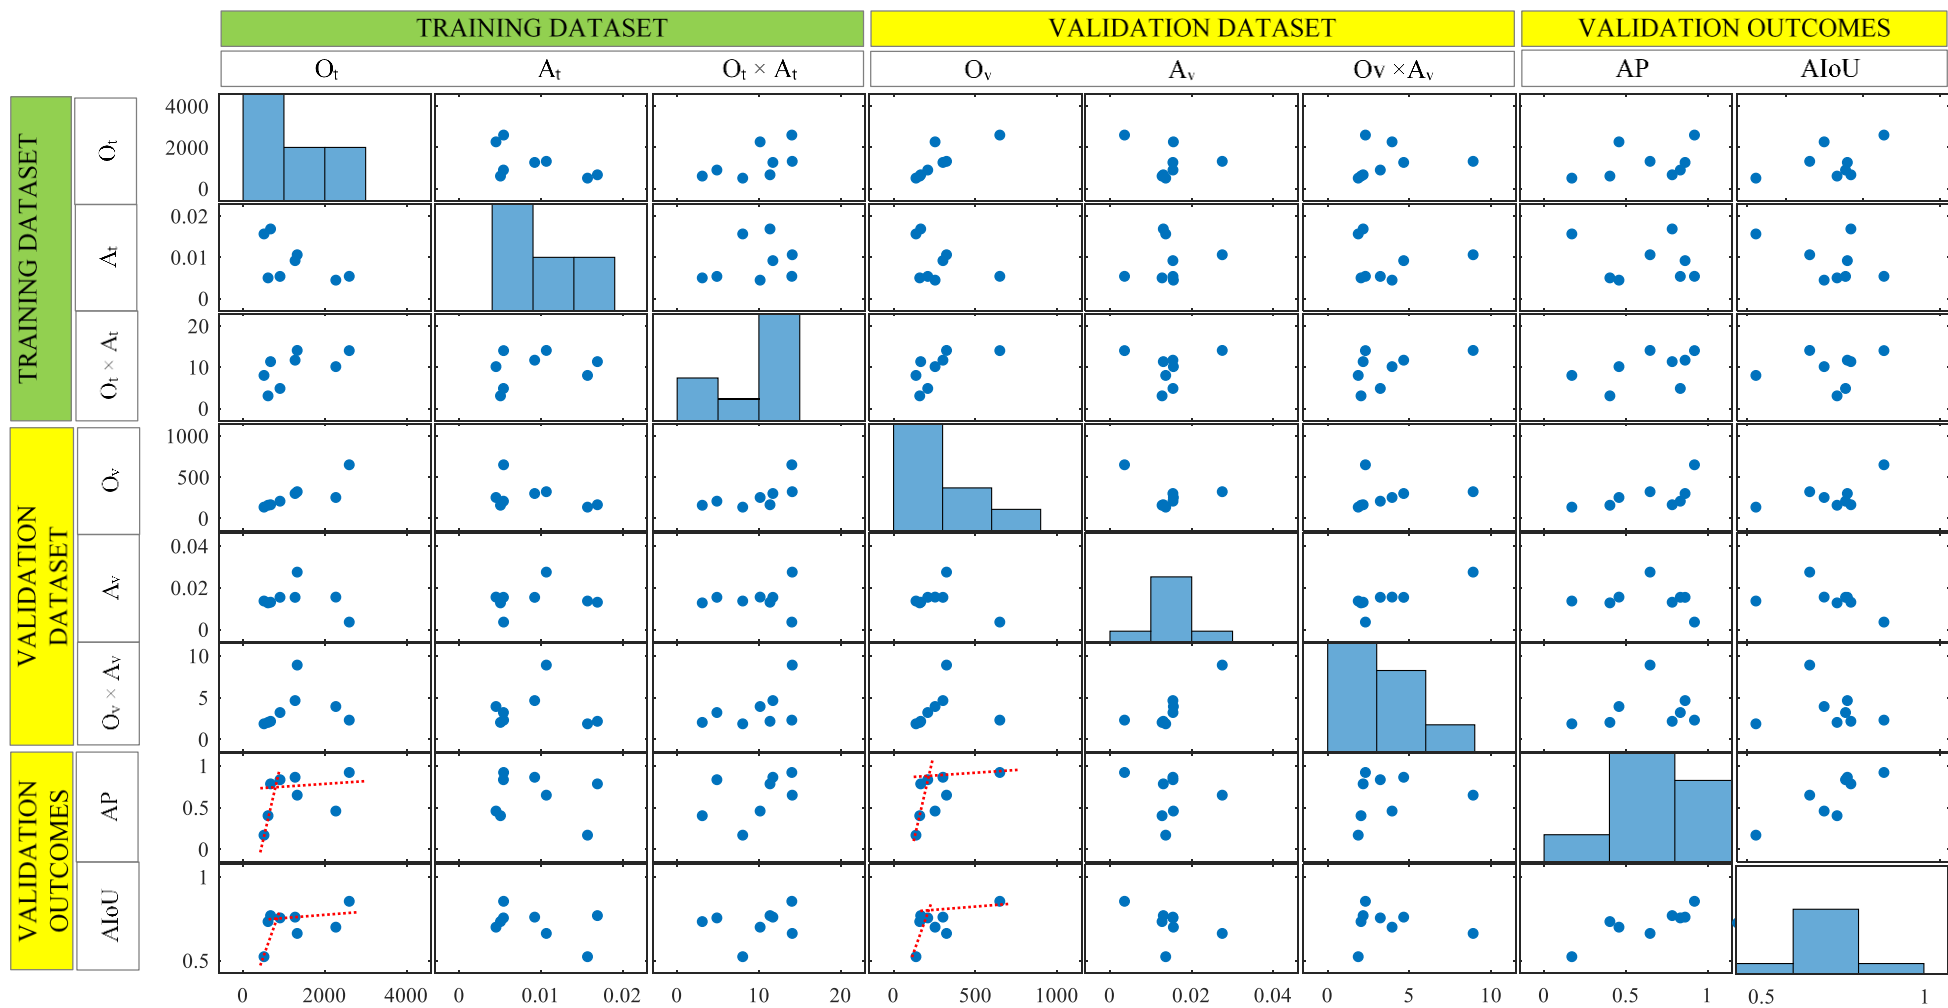 TRAINING DATASET VALIDATION DATASET VALIDATION OUTCOMES
Oₜ Aₜ Oₜ × Aₜ Oᵥ Aᵥ Ov ×Aᵥ AP AIoU
TRAINING DATASET
Oₜ
4000
2000
0
Aₜ
0.02
0.01
0
Oₜ × Aₜ
20
10
0
VALIDATION
DATASET
Oᵥ
1000
500
0
Aᵥ
0.04
0.02
0
Oᵥ × Aᵥ
10
5
0
VALIDATION
OUTCOMES
AP
1
0.5
0
AIoU
1
0.5
0 2000 4000 0 0.01 0.02 0 10 20 0 500 1000 0 0.02 0.04 0 5 10 0 0.5 1 0.5 1